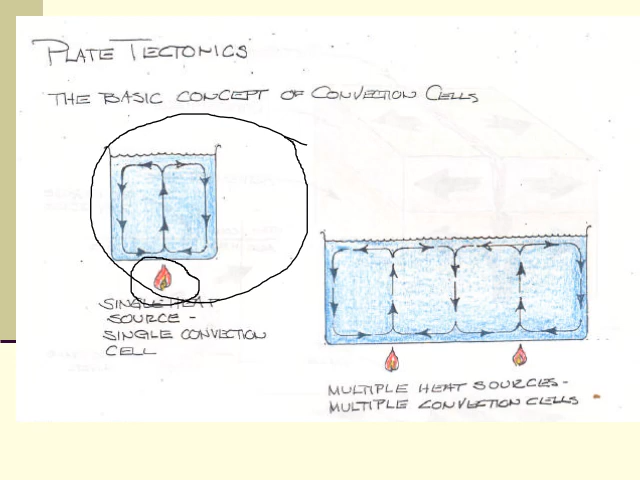 PLATE TECTONICS
THE BASIC CONCEPT OF CONVECTION CELLS
SINGLE HEAT
SOURCE -
SINGLE CONVECTION
CELL
MULTIPLE HEAT SOURCES -
MULTIPLE CONVECTION CELLS